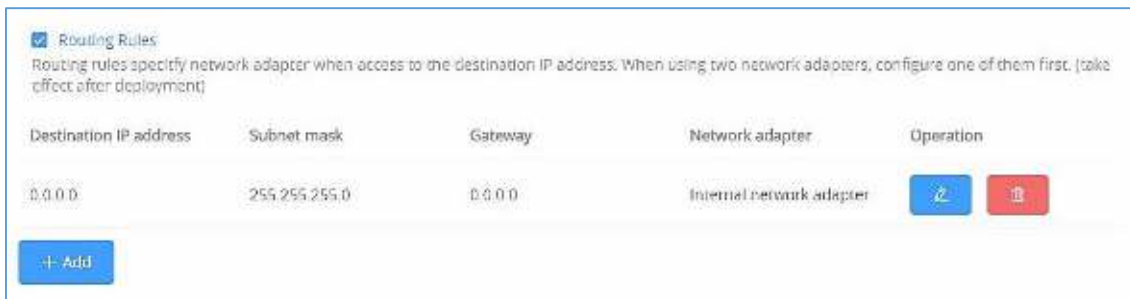 Routing Rules
Routing rules specify network adapter when access to the destination IP address. When using two network adapters, configure one of them first. (take
effect after deployment)
Destination IP address Subnet mask Gateway Network adapter Operation
0.0.0.0 255.255.255.0 0.0.0.0 Internal network adapter
+ Add